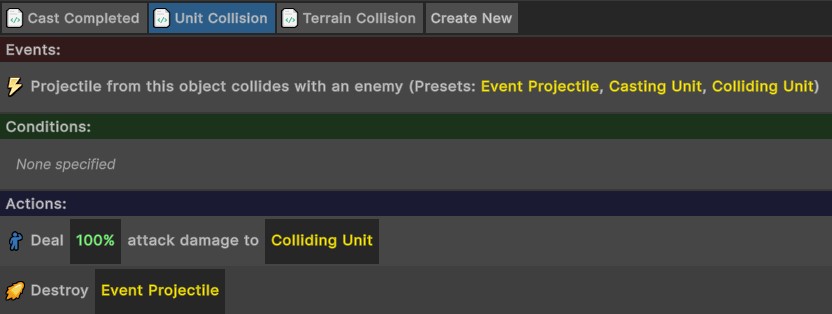 Cast Completed Unit Collision Terrain Collision Create New
Events:
Projectile from this object collides with an enemy (Presets: Event Projectile, Casting Unit, Colliding Unit)
Conditions:
None specified
Actions:
Deal 100% attack damage to Colliding Unit
Destroy Event Projectile